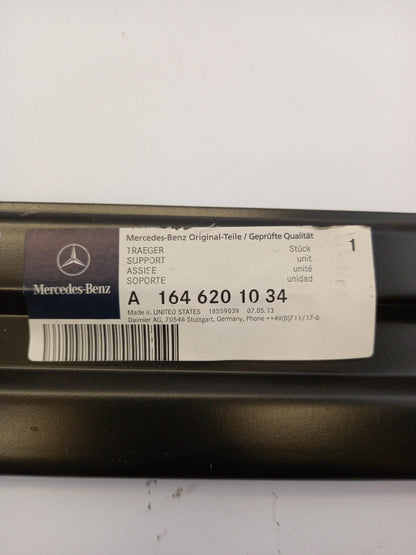 Mercedes-Benz Original-Teile / Geprüfte Qualität
TRAEGER Stück 1
SUPPORT unit
ASSISE unité
SOPORTE unidad
Mercedes-Benz
A 164 620 10 34
Made in: UNITED STATES 18559039 07.05.13
Daimler AG, 70546 Stuttgart, Germany, Phone ++49(0)711/17-0